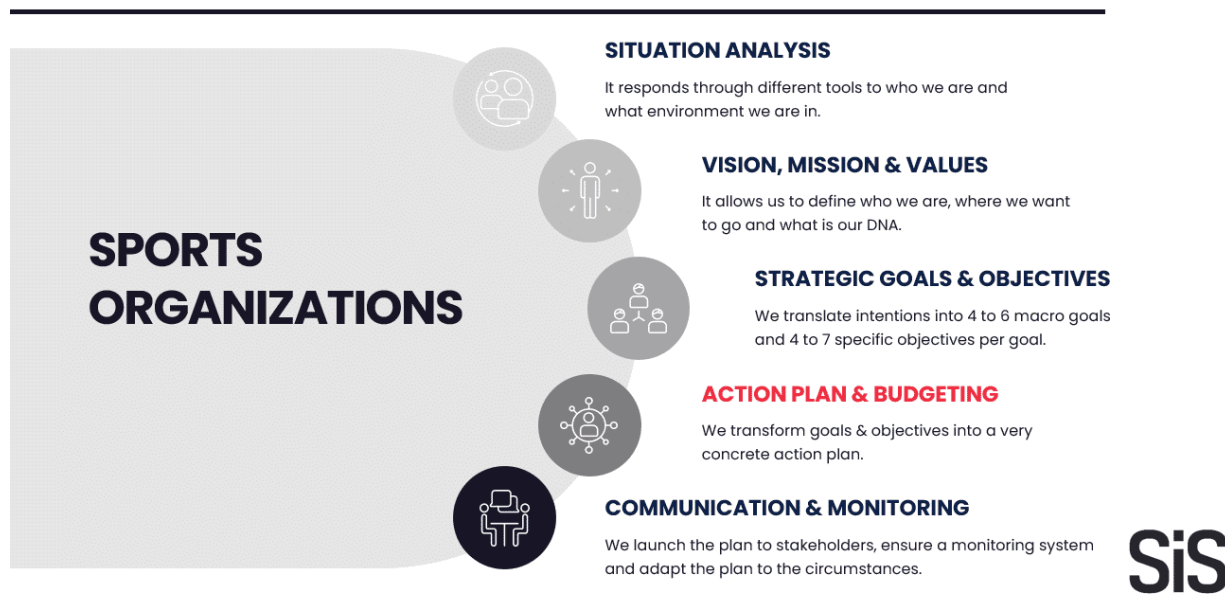 SPORTS
ORGANIZATIONS
SITUATION ANALYSIS
It responds through different tools to who we are and
what environment we are in.
VISION, MISSION & VALUES
It allows us to define who we are, where we want
to go and what is our DNA.
STRATEGIC GOALS & OBJECTIVES
We translate intentions into 4 to 6 macro goals
and 4 to 7 specific objectives per goal.
ACTION PLAN & BUDGETING
We transform goals & objectives into a very
concrete action plan.
COMMUNICATION & MONITORING
We launch the plan to stakeholders, ensure a monitoring system
and adapt the plan to the circumstances.
SiS